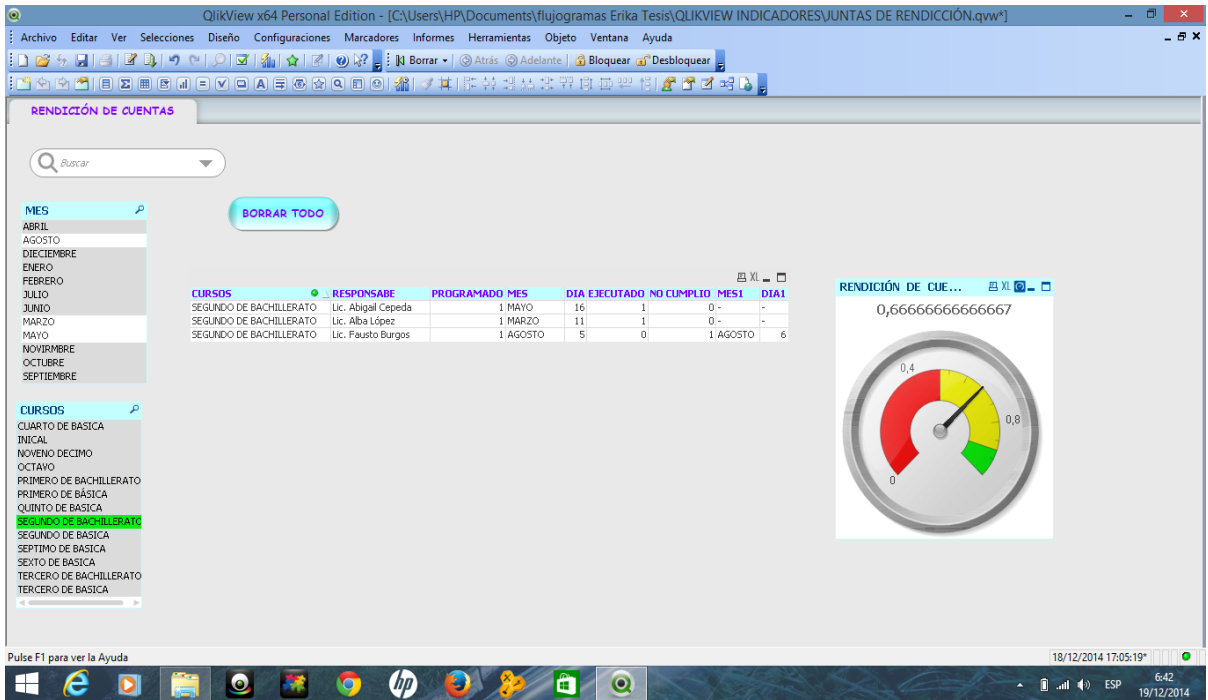 QlikView x64 Personal Edition - [C:\Users\HP\Documents\flujogramas Erika Tesis\QLIKVIEW INDICADORES\JUNTAS DE RENDICCIÓN.qvw*]
Archivo Editar Ver Selecciones Diseño Configuraciones Marcadores Informes Herramientas Objeto Ventana Ayuda
Borrar Atrás Adelante Bloquear Desbloquear
RENDICIÓN DE CUENTAS
Buscar
BORRAR TODO
MES
ABRIL
AGOSTO
DIECIEMBRE
ENERO
FEBRERO
JULIO
JUNIO
MARZO
MAYO
NOVIRMBRE
OCTUBRE
SEPTIEMBRE
CURSOS
CUARTO DE BASICA
INICAL
NOVENO DECIMO
OCTAVO
PRIMERO DE BACHILLERATO
PRIMERO DE BÁSICA
QUINTO DE BASICA
SEGUNDO DE BACHILLERATO
SEGUNDO DE BASICA
SEPTIMO DE BASICA
SEXTO DE BASICA
TERCERO DE BACHILLERATO
TERCERO DE BASICA
XL
CURSOS RESPONSABE PROGRAMADO MES DIA EJECUTADO NO CUMPLIO MES1 DIA1
SEGUNDO DE BACHILLERATO Lic. Abigail Cepeda 1 MAYO 16 1 0 - -
SEGUNDO DE BACHILLERATO Lic. Alba López 1 MARZO 11 1 0 - -
SEGUNDO DE BACHILLERATO Lic. Fausto Burgos 1 AGOSTO 5 0 1 AGOSTO 6
RENDICIÓN DE CUE... XL
0,66666666666667
0,4
0,8
0
Pulse F1 para ver la Ayuda
18/12/2014 17:05:19*
hp
ESP
6:42
19/12/2014